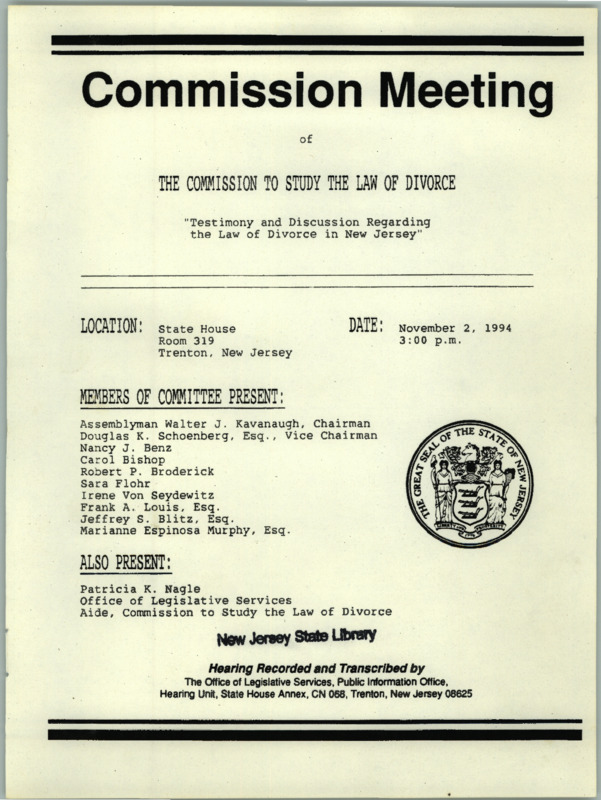 Commission Meeting
of
THE COMMISSION TO STUDY THE LAW OF DIVORCE
"Testimony and Discussion Regarding
the Law of Divorce in New Jersey"
LOCATION: State House
Room 319
Trenton, New Jersey
DATE: November 2, 1994
3:00 p.m.
MEMBERS OF COMMITTEE PRESENT:
Assemblyman Walter J. Kavanaugh, Chairman
Douglas K. Schoenberg, Esq., Vice Chairman
Nancy J. Benz
Carol Bishop
Robert P. Broderick
Sara Flohr
Irene Von Seydewitz
Frank A. Louis, Esq.
Jeffrey S. Blitz, Esq.
Marianne Espinosa Murphy, Esq.
THE GREAT SEAL OF THE STATE OF NEW JERSEY
ALSO PRESENT:
Patricia K. Nagle
Office of Legislative Services
Aide, Commission to Study the Law of Divorce
New Jersey State Library
Hearing Recorded and Transcribed by
The Office of Legislative Services, Public Information Office,
Hearing Unit, State House Annex, CN 068, Trenton, New Jersey 08625